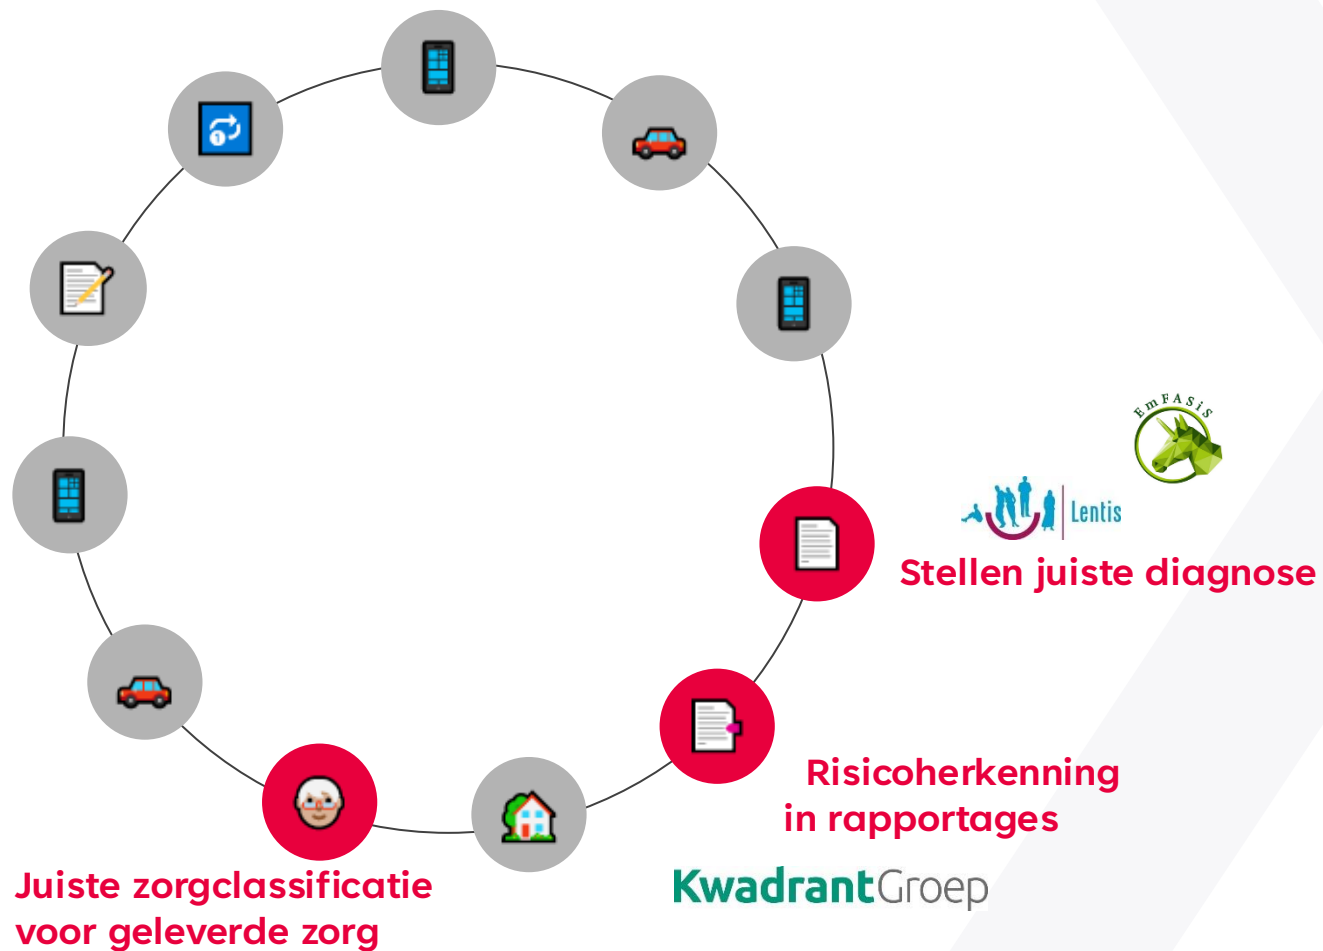 EmFASiS
Lentis
Stellen juiste diagnose
Risicoherkenning
in rapportages
KwadrantGroep
Juiste zorgclassificatie
voor geleverde zorg